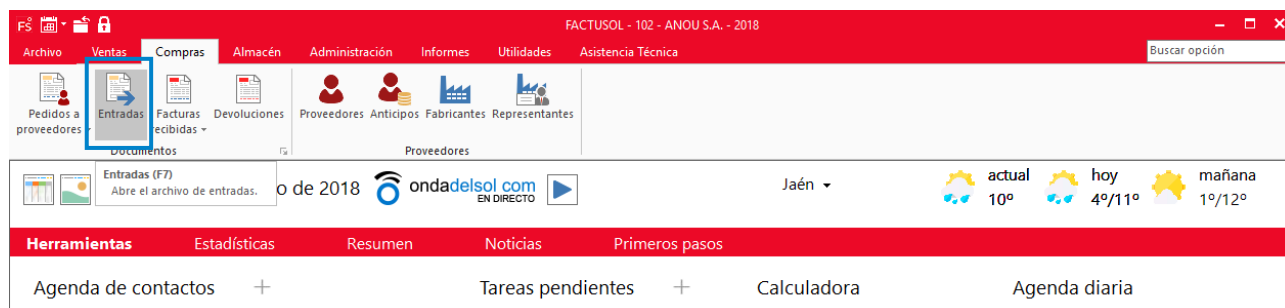 FS
FACTUSOL - 102 - ANOU S.A. - 2018
Archivo Ventas Compras Almacén Administración Informes Utilidades Asistencia Técnica Buscar opción
Pedidos a proveedores
Entradas
Facturas recibidas
Devoluciones
Proveedores
Anticipos
Fabricantes
Representantes
Documentos
Proveedores
Entradas (F7)
Abre el archivo de entradas.
o de 2018
ondadelsol com
EN DIRECTO
Jaén
actual
10º
hoy
4º/11º
mañana
1º/12º
Herramientas Estadísticas Resumen Noticias Primeros pasos
Agenda de contactos + Tareas pendientes + Calculadora Agenda diaria